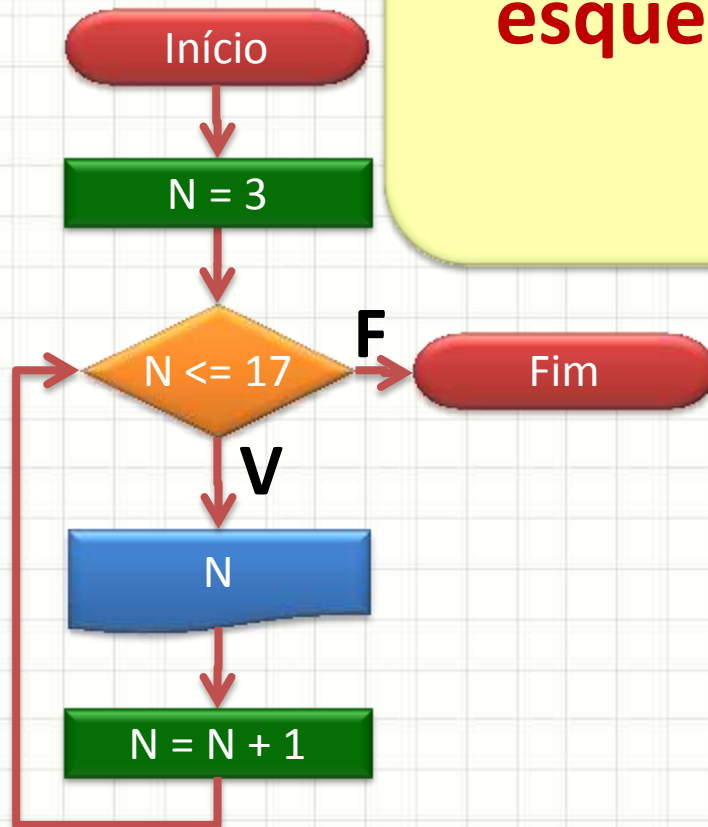 esque
Início
N = 3
N <= 17
F
Fim
V
N
N = N + 1